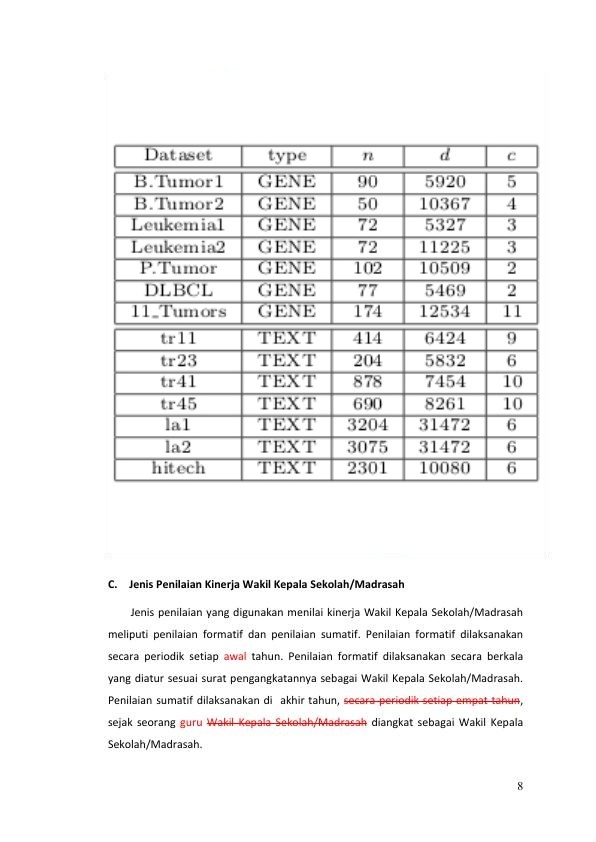 Dataset type n d c
B.Tumor1 GENE 90 5920 5
B.Tumor2 GENE 50 10367 4
Leukemia1 GENE 72 5327 3
Leukemia2 GENE 72 11225 3
P.Tumor GENE 102 10509 2
DLBCL GENE 77 5469 2
11_Tumors GENE 174 12534 11
tr11 TEXT 414 6424 9
tr23 TEXT 204 5832 6
tr41 TEXT 878 7454 10
tr45 TEXT 690 8261 10
la1 TEXT 3204 31472 6
la2 TEXT 3075 31472 6
hitech TEXT 2301 10080 6
C. Jenis Penilaian Kinerja Wakil Kepala Sekolah/Madrasah
Jenis penilaian yang digunakan menilai kinerja Wakil Kepala Sekolah/Madrasah
meliputi penilaian formatif dan penilaian sumatif. Penilaian formatif dilaksanakan
secara periodik setiap awal tahun. Penilaian formatif dilaksanakan secara berkala
yang diatur sesuai surat pengangkatannya sebagai Wakil Kepala Sekolah/Madrasah.
Penilaian sumatif dilaksanakan di akhir tahun, secara periodik setiap empat tahun,
sejak seorang guru Wakil Kepala Sekolah/Madrasah diangkat sebagai Wakil Kepala
Sekolah/Madrasah.
8